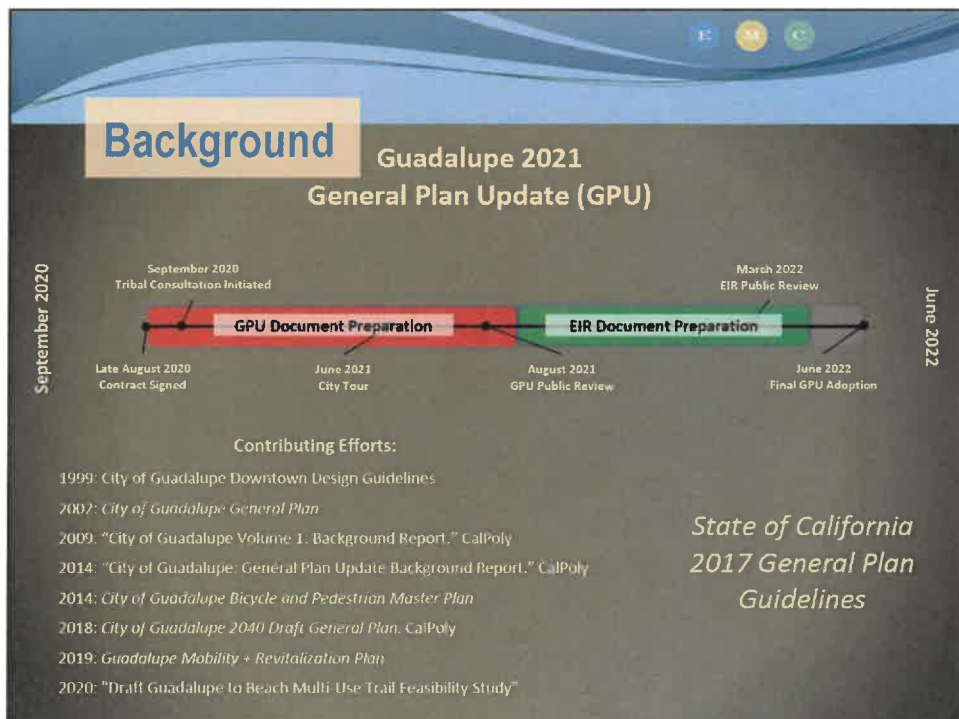 E M C
Background
Guadalupe 2021
General Plan Update (GPU)
September 2020
June 2022
September 2020
Tribal Consultation Initiated
March 2022
EIR Public Review
GPU Document Preparation
EIR Document Preparation
Late August 2020
Contract Signed
June 2021
City Tour
August 2021
GPU Public Review
June 2022
Final GPU Adoption
Contributing Efforts:
1999: City of Guadalupe Downtown Design Guidelines
2002: City of Guadalupe General Plan
2009: "City of Guadalupe Volume 1: Background Report." CalPoly
2014: "City of Guadalupe: General Plan Update Background Report." CalPoly
2014: City of Guadalupe Bicycle and Pedestrian Master Plan
2018: City of Guadalupe 2040 Draft General Plan. CalPoly
2019: Guadalupe Mobility + Revitalization Plan
2020: "Draft Guadalupe to Beach Multi-Use Trail Feasibility Study"
State of California
2017 General Plan
Guidelines